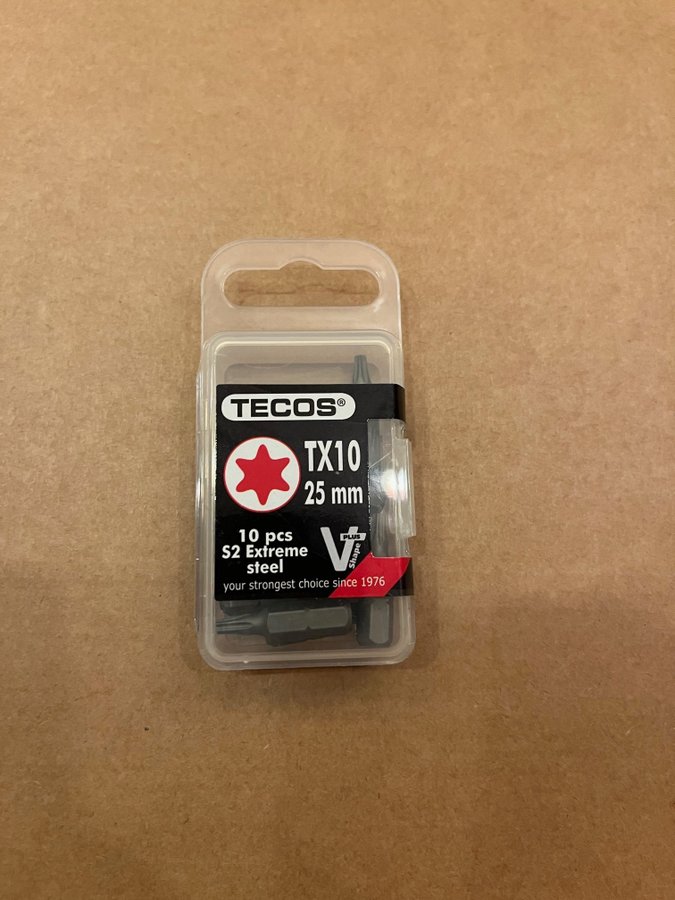 TECOS®
TX10
25 mm
10 pcs
S2 Extreme
steel
V PLUS
Shape
your strongest choice since 1976